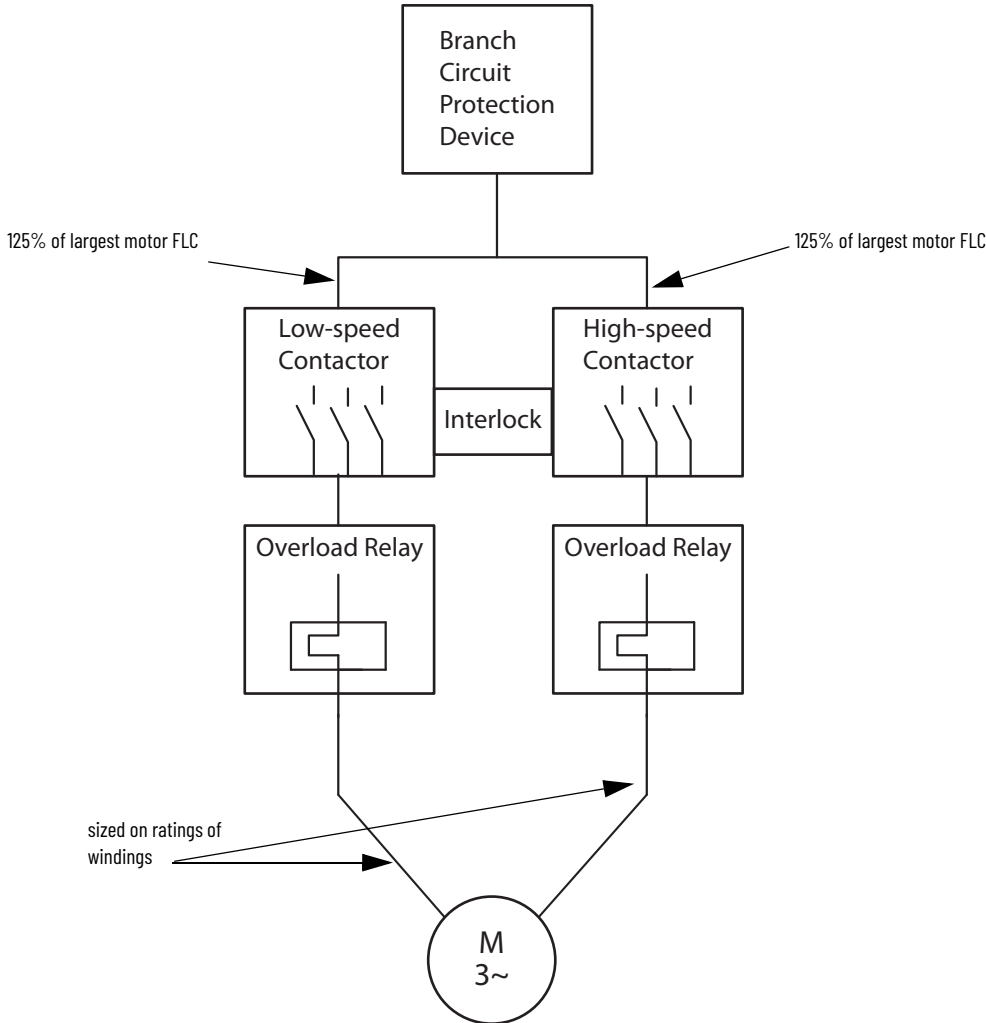 Branch
Circuit
Protection
Device
125% of largest motor FLC
125% of largest motor FLC
Low-speed
Contactor
High-speed
Contactor
Interlock
Overload Relay
Overload Relay
sized on ratings of
windings
M
3~